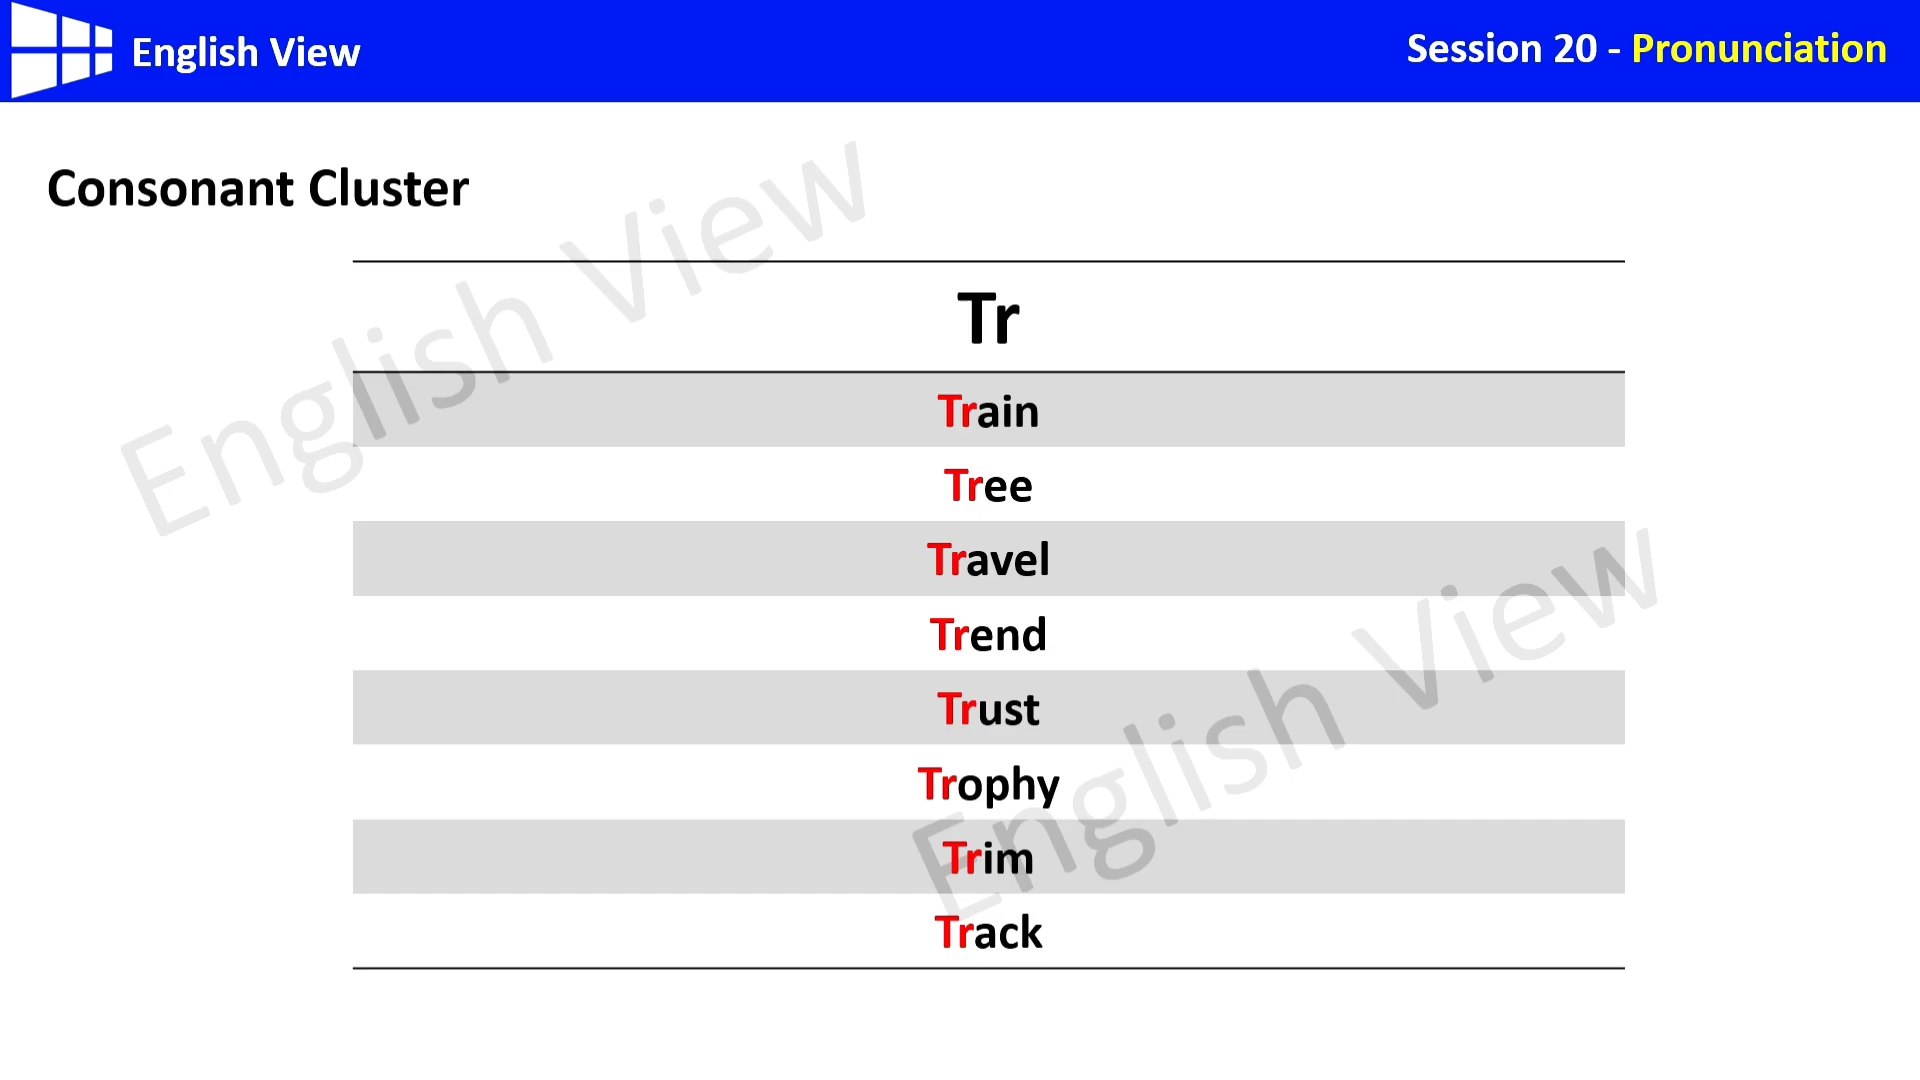 English View
Session 20 - Pronunciation
Consonant Cluster
Tr
Train
Tree
Travel
Trend
Trust
Trophy
Trim
Track
English View
English View